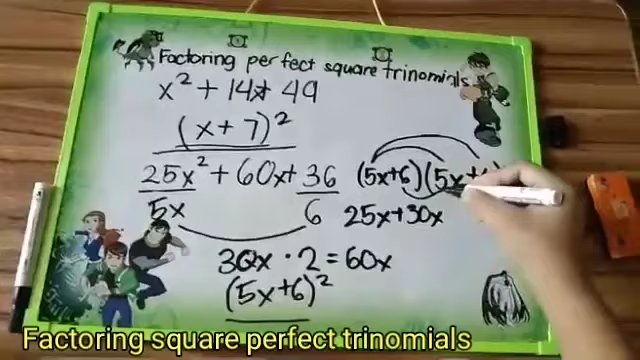 Factoring perfect square trinomials
x² + 14x + 49
(x + 7)²
25x² + 60x + 36
5x 6
(5x+6)(5x+
25x+30x
30x · 2 = 60x
(5x+6)²
Factoring square perfect trinomials